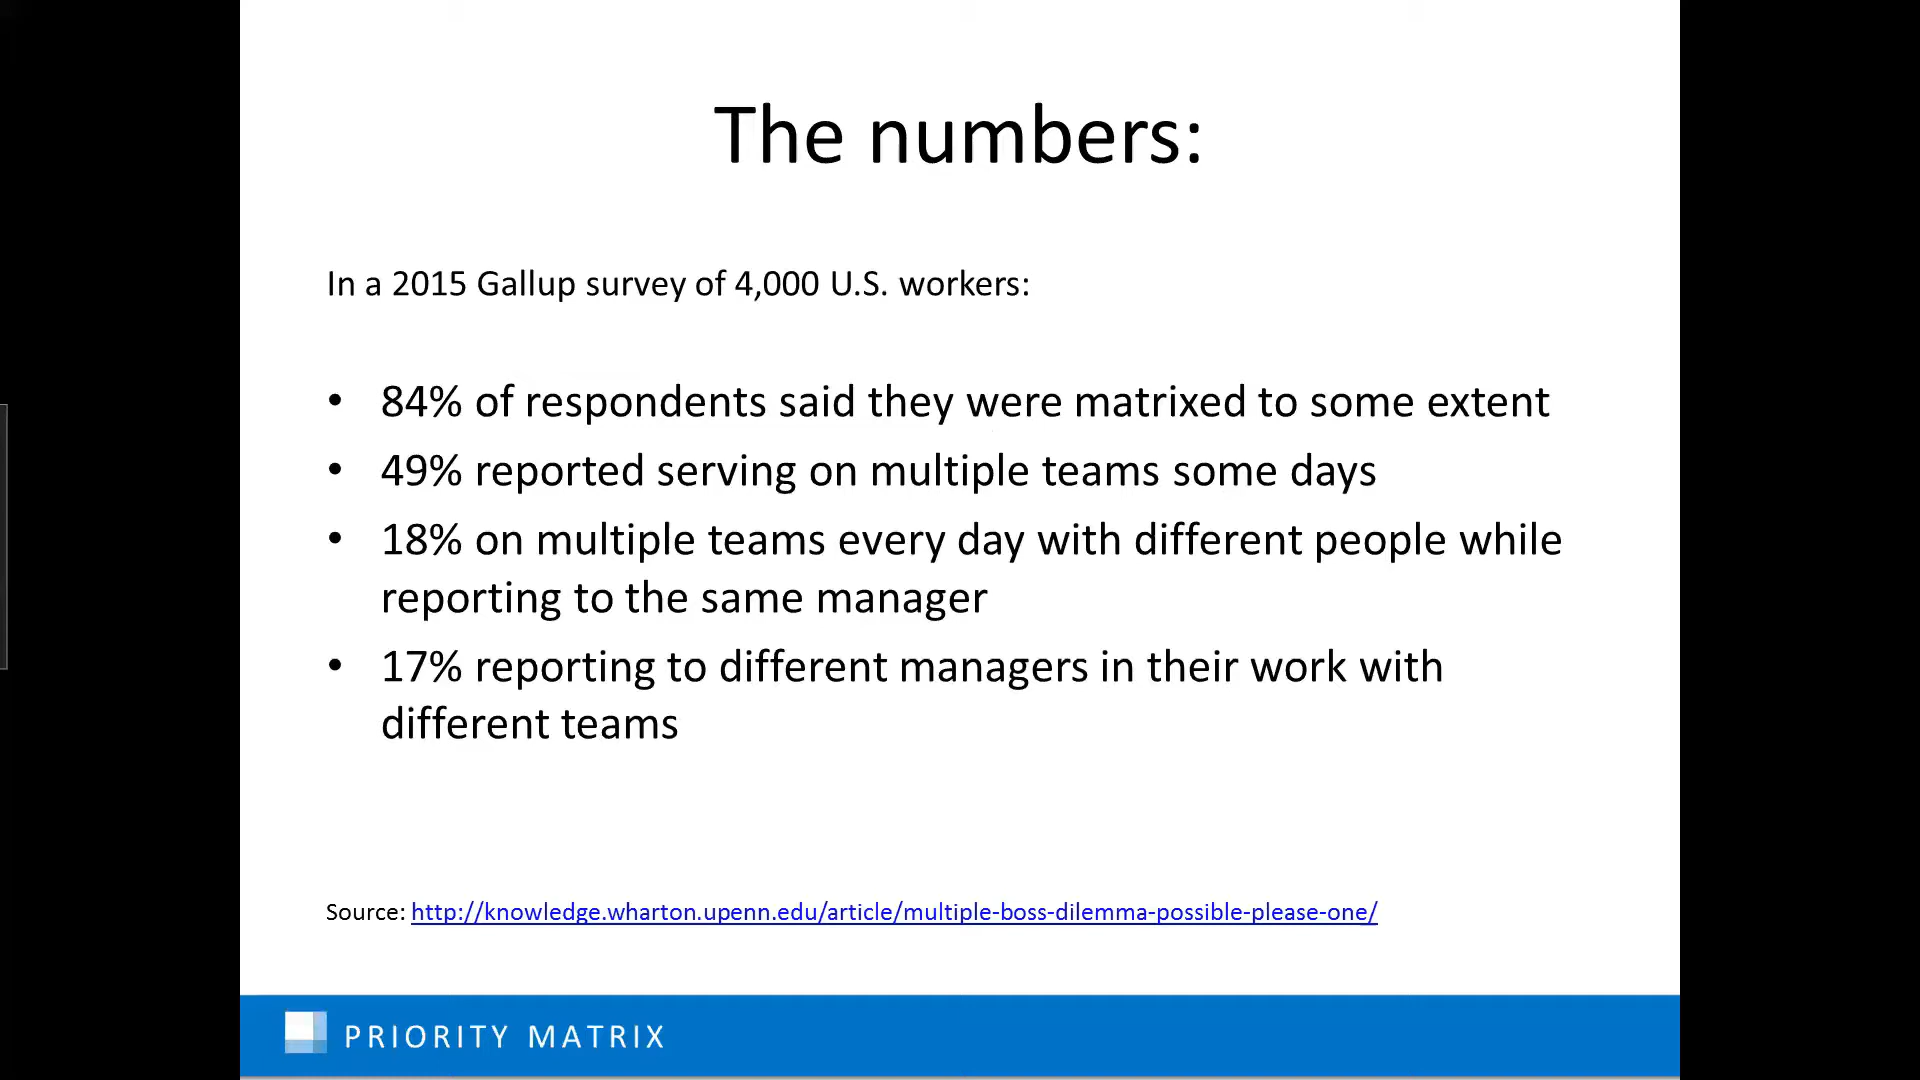 The numbers:
In a 2015 Gallup survey of 4,000 U.S. workers:
• 84% of respondents said they were matrixed to some extent
• 49% reported serving on multiple teams some days
• 18% on multiple teams every day with different people while
reporting to the same manager
• 17% reporting to different managers in their work with
different teams
Source: http://knowledge.wharton.upenn.edu/article/multiple-boss-dilemma-possible-please-one/
PRIORITY MATRIX